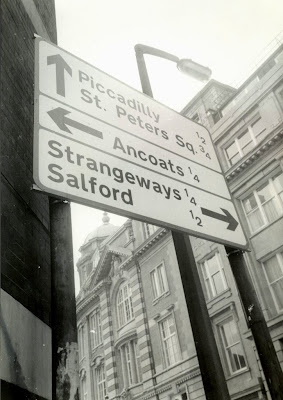 Piccadilly ½
St. Peters Sq. ¾
Ancoats ¼
Strangeways ¼
Salford ½